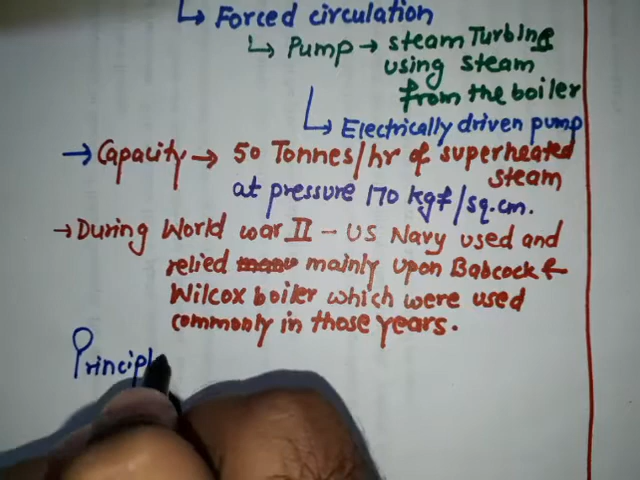 ↳ Forced circulation
↳ Pump → steam Turbine
using steam
from the boiler
↳ Electrically driven pump
→ Capacity → 50 Tonnes/hr of superheated
steam
at pressure 170 kgf/sq.cm.
→ During World war II - US Navy used and
relied mainly upon Babcock &
Wilcox boiler which were used
commonly in those years.
Principl